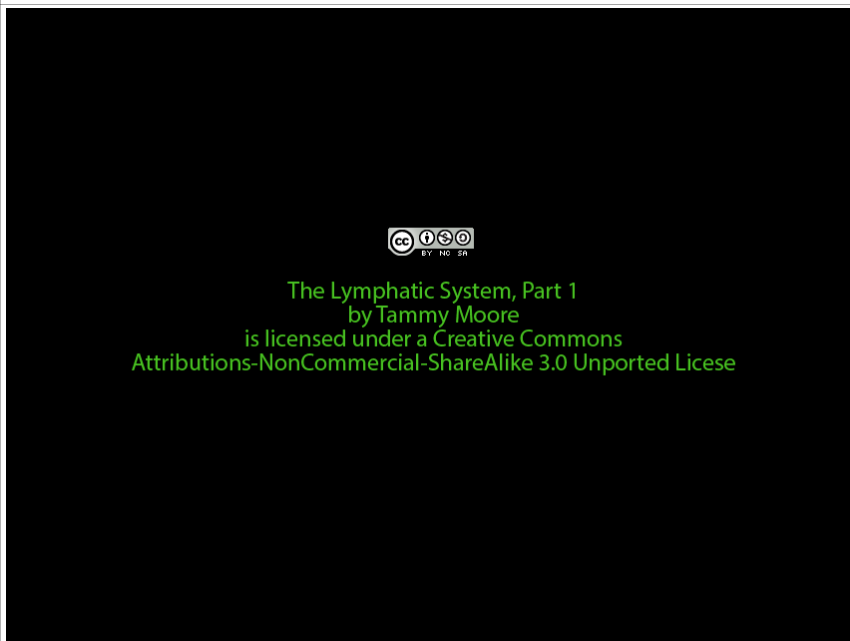 cc
BY NC SA
The Lymphatic System, Part 1
by Tammy Moore
is licensed under a Creative Commons
Attributions-NonCommercial-ShareAlike 3.0 Unported Licese